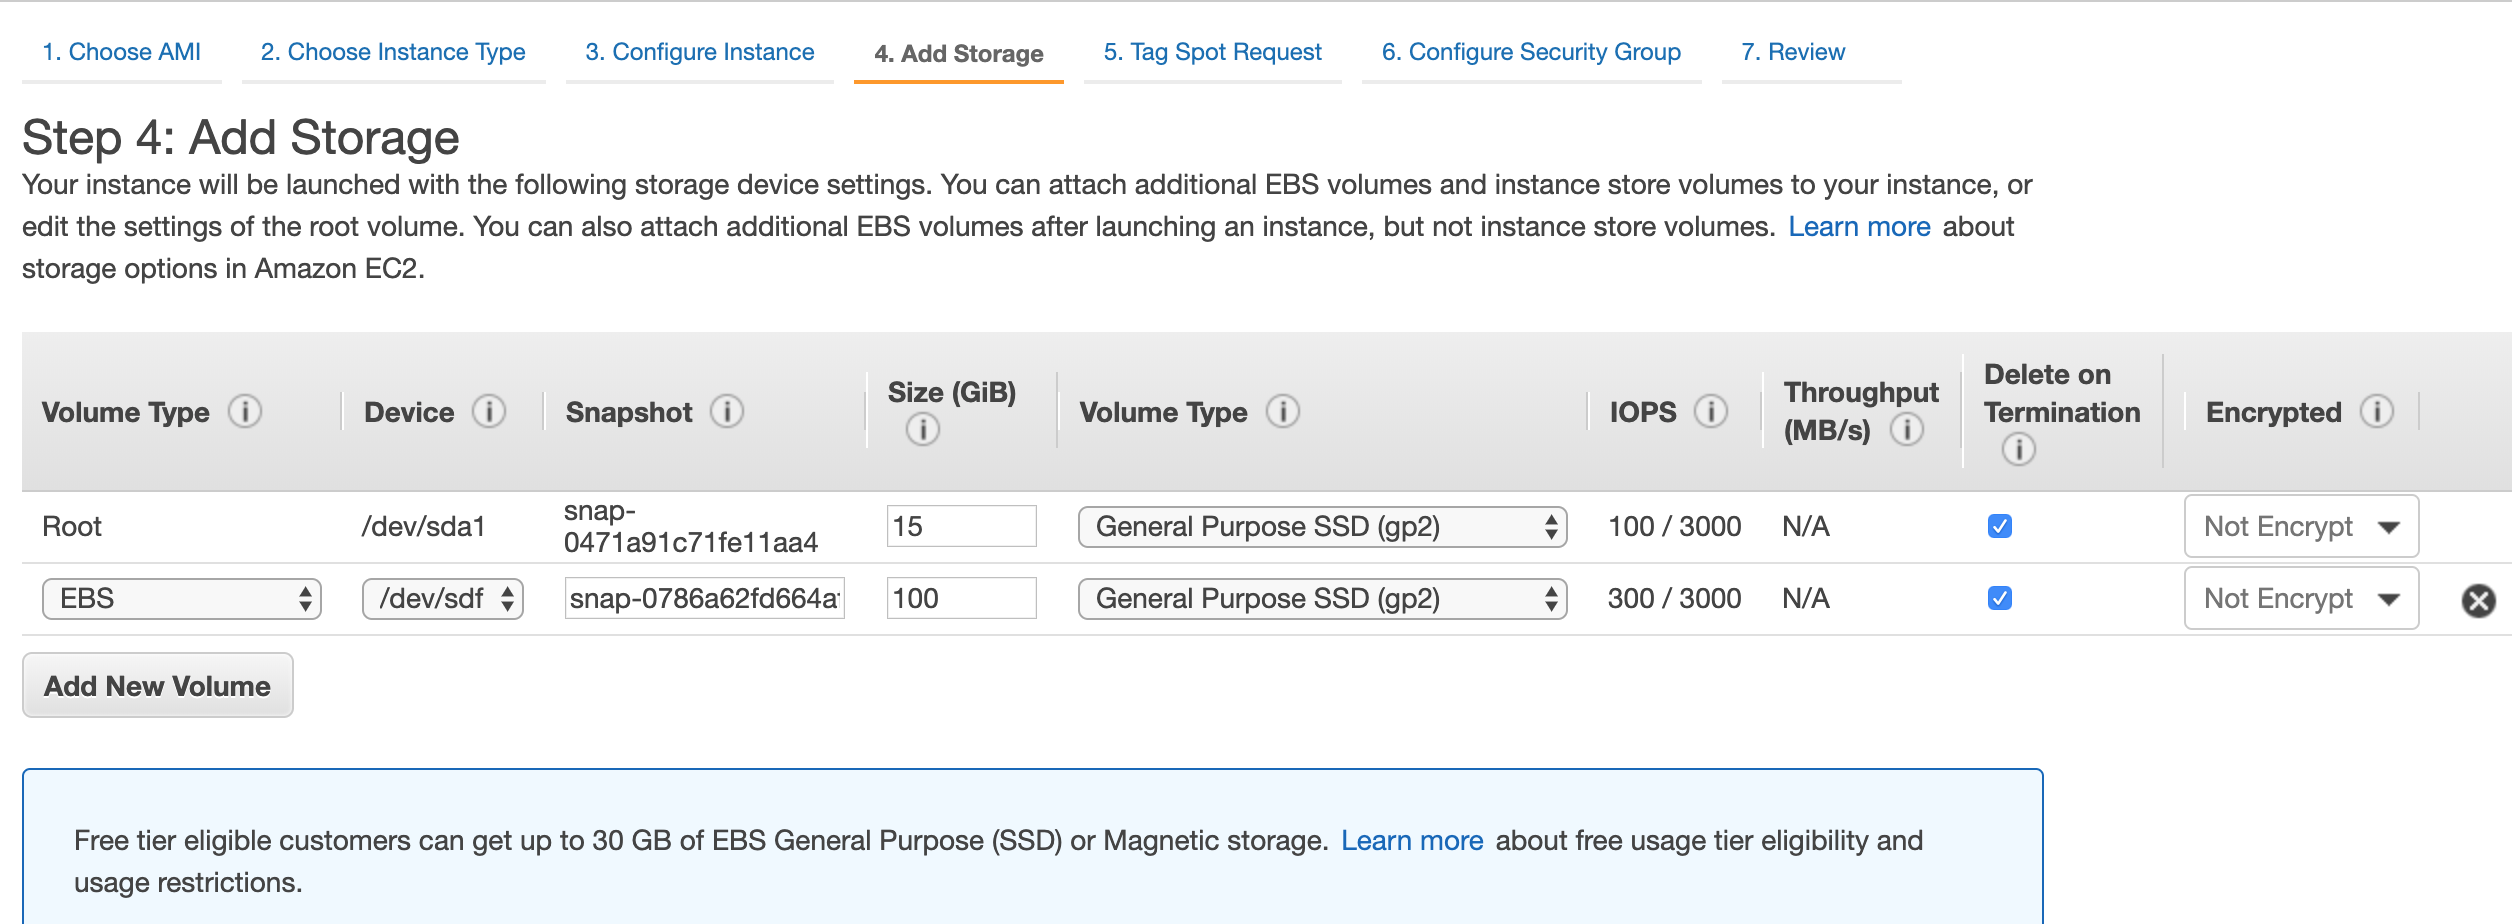 1. Choose AMI 2. Choose Instance Type 3. Configure Instance 4. Add Storage 5. Tag Spot Request 6. Configure Security Group 7. Review
Step 4: Add Storage
Your instance will be launched with the following storage device settings. You can attach additional EBS volumes and instance store volumes to your instance, or
edit the settings of the root volume. You can also attach additional EBS volumes after launching an instance, but not instance store volumes. Learn more about
storage options in Amazon EC2.
Volume Type Device Snapshot Size (GiB) Volume Type IOPS Throughput (MB/s) Delete on Termination Encrypted
Root /dev/sda1 snap-0471a91c71fe11aa4 15 General Purpose SSD (gp2) 100 / 3000 N/A Not Encrypt
EBS /dev/sdf snap-0786a62fd664a 100 General Purpose SSD (gp2) 300 / 3000 N/A Not Encrypt
Add New Volume
Free tier eligible customers can get up to 30 GB of EBS General Purpose (SSD) or Magnetic storage. Learn more about free usage tier eligibility and
usage restrictions.